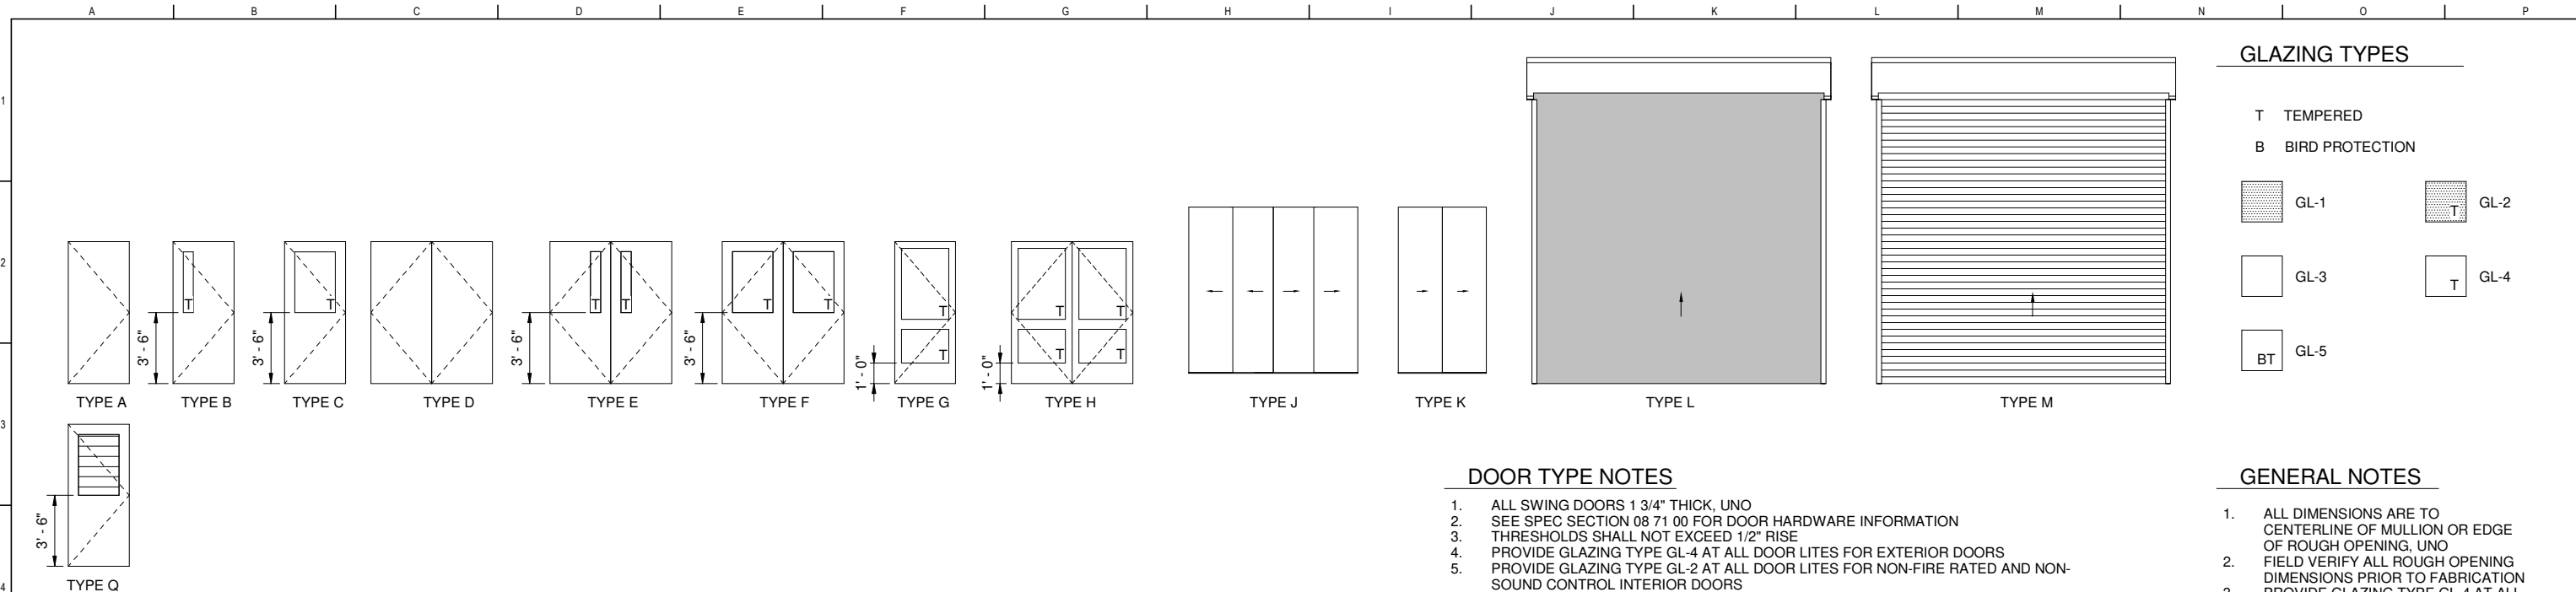 A B C D E F G H I J K L M N O P
1
2
3
4
GLAZING TYPES
T TEMPERED
B BIRD PROTECTION
GL-1
T GL-2
GL-3
T GL-4
BT GL-5
3' - 6"
T
3' - 6"
T
3' - 6"
T T
3' - 6"
T T
1' - 0"
T
T
1' - 0"
T T
T T
TYPE A TYPE B TYPE C TYPE D TYPE E TYPE F TYPE G TYPE H TYPE J TYPE K TYPE L TYPE M
3' - 6"
TYPE Q
DOOR TYPE NOTES
1. ALL SWING DOORS 1 3/4" THICK, UNO
2. SEE SPEC SECTION 08 71 00 FOR DOOR HARDWARE INFORMATION
3. THRESHOLDS SHALL NOT EXCEED 1/2" RISE
4. PROVIDE GLAZING TYPE GL-4 AT ALL DOOR LITES FOR EXTERIOR DOORS
5. PROVIDE GLAZING TYPE GL-2 AT ALL DOOR LITES FOR NON-FIRE RATED AND NON-
SOUND CONTROL INTERIOR DOORS
GENERAL NOTES
1. ALL DIMENSIONS ARE TO
CENTERLINE OF MULLION OR EDGE
OF ROUGH OPENING, UNO
2. FIELD VERIFY ALL ROUGH OPENING
DIMENSIONS PRIOR TO FABRICATION
PROVIDE GLAZING TYPE GL-4 AT ALL